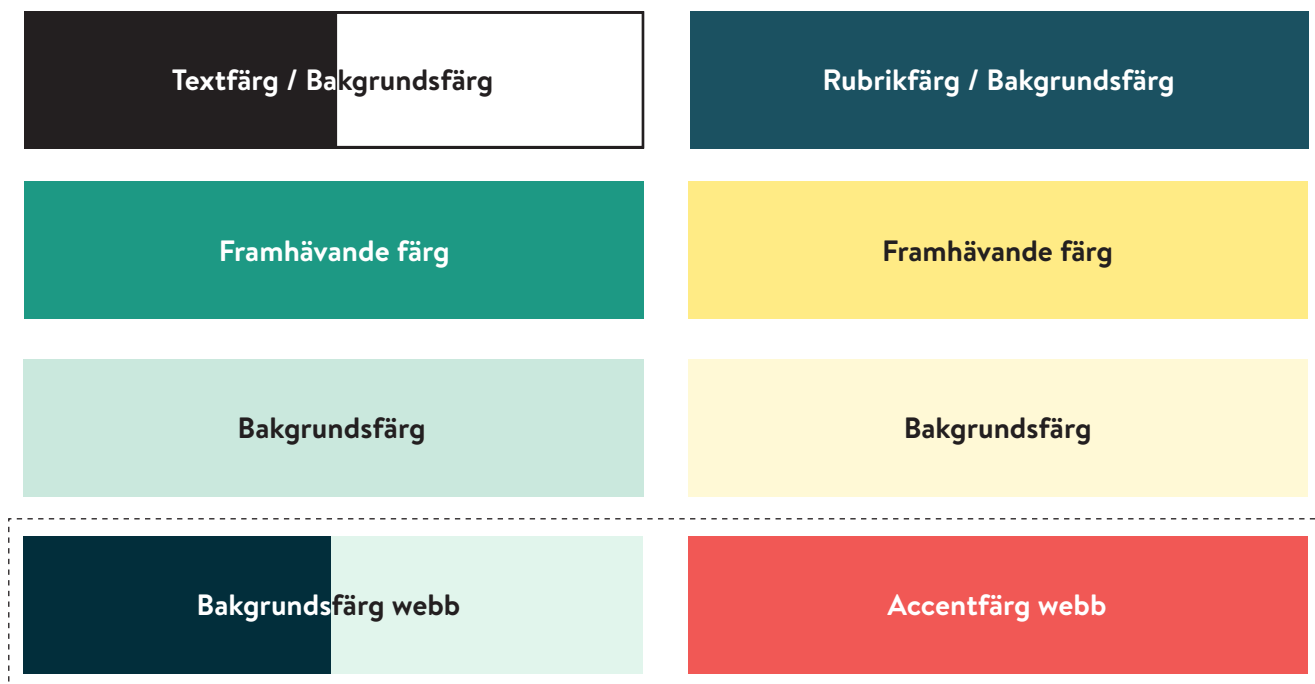 Textfärg / Bakgrundsfärg
Rubrikfärg / Bakgrundsfärg
Framhävande färg
Framhävande färg
Bakgrundsfärg
Bakgrundsfärg
Bakgrundsfärg webb
Accentfärg webb